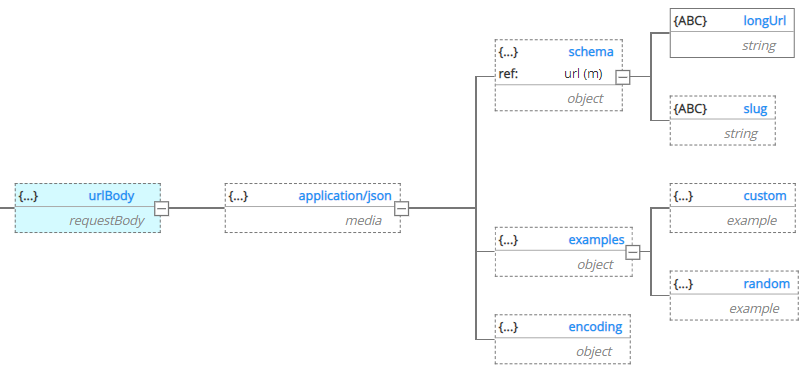 {...} urlBody
requestBody
{...} application/json
media
{...} schema
ref: url (m)
object
{ABC} longUrl
string
{ABC} slug
string
{...} examples
object
{...} custom
example
{...} random
example
{...} encoding
object